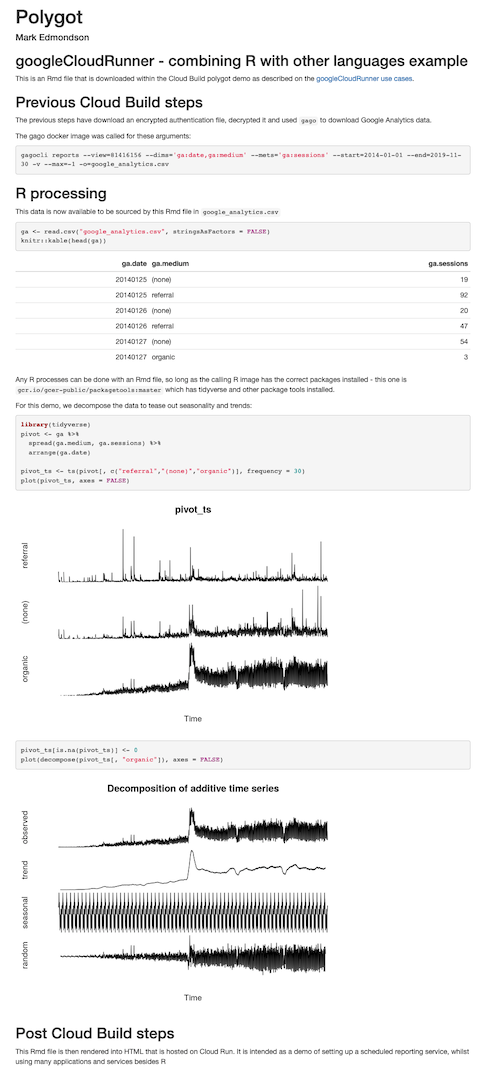 Polygot
Mark Edmondson
googleCloudRunner - combining R with other languages example
This is an Rmd file that is downloaded within the Cloud Build polygot demo as described on the googleCloudRunner use cases.
Previous Cloud Build steps
The previous steps have download an encrypted authentication file, decrypted it and used gago to download Google Analytics data.
The gago docker image was called for these arguments:
gagocli reports --view=81416156 --dims='ga:date,ga:medium' --mets='ga:sessions' --start=2014-01-01 --end=2019-11-
30 -v --max=-1 -o=google_analytics.csv
R processing
This data is now available to be sourced by this Rmd file in google_analytics.csv
ga <- read.csv("google_analytics.csv", stringsAsFactors = FALSE)
knitr::kable(head(ga))
ga.date ga.medium ga.sessions
20140125 (none) 19
20140125 referral 92
20140126 (none) 20
20140126 referral 47
20140127 (none) 54
20140127 organic 3
Any R processes can be done with an Rmd file, so long as the calling R image has the correct packages installed - this one is
gcr.io/gcer-public/packagetools:master which has tidyverse and other package tools installed.
For this demo, we decompose the data to tease out seasonality and trends:
library(tidyverse)
pivot <- ga %>%
spread(ga.medium, ga.sessions) %>%
arrange(ga.date)
pivot_ts <- ts(pivot[, c("referral","(none)","organic")], frequency = 30)
plot(pivot_ts, axes = FALSE)
pivot_ts
referral
(none)
organic
Time
pivot_ts[is.na(pivot_ts)] <- 0
plot(decompose(pivot_ts[, "organic"]), axes = FALSE)
Decomposition of additive time series
observed
trend
seasonal
random
Time
Post Cloud Build steps
This Rmd file is then rendered into HTML that is hosted on Cloud Run. It is intended as a demo of setting up a scheduled reporting service, whilst
using many applications and services besides R